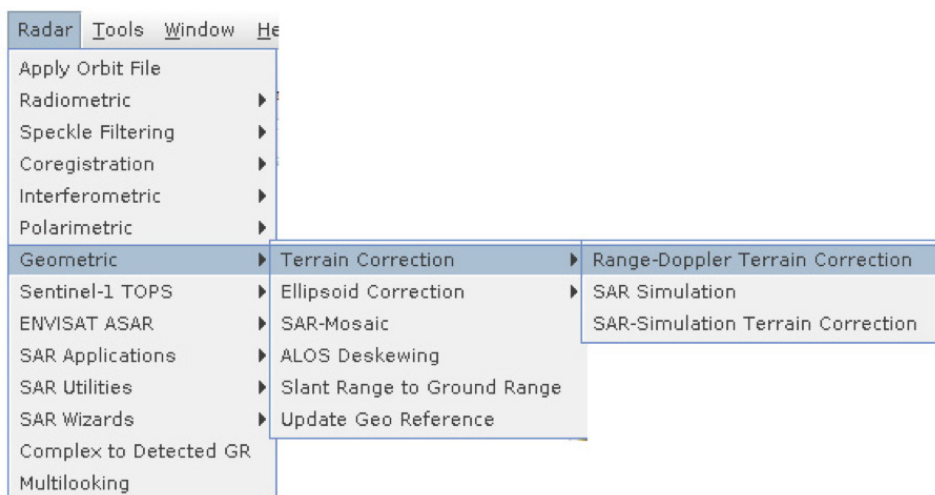 Radar Tools Window He
Apply Orbit File
Radiometric
Speckle Filtering
Coregistration
Interferometric
Polarimetric
Geometric
Sentinel-1 TOPS
ENVISAT ASAR
SAR Applications
SAR Utilities
SAR Wizards
Complex to Detected GR
Multilooking
Terrain Correction
Ellipsoid Correction
SAR-Mosaic
ALOS Deskewing
Slant Range to Ground Range
Update Geo Reference
Range-Doppler Terrain Correction
SAR Simulation
SAR-Simulation Terrain Correction